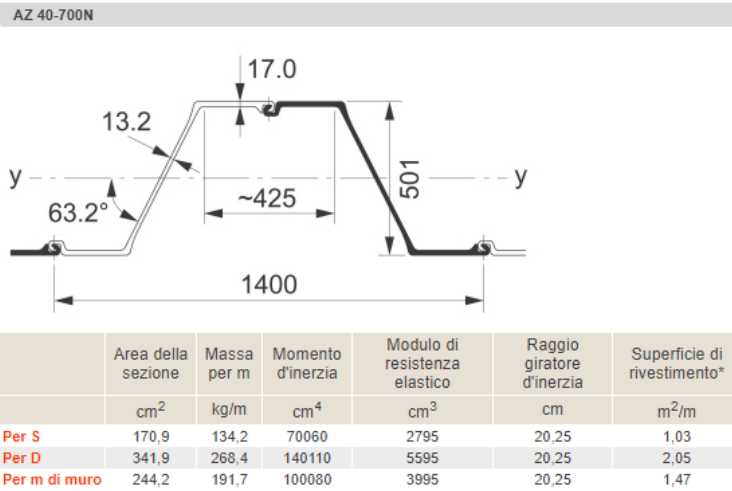 AZ 40-700N
17.0
13.2
y
y
63.2°
~425
501
1400
Area della sezione Massa per m Momento d'inerzia Modulo di resistenza elastico Raggio giratore d'inerzia Superficie di rivestimento*
cm² kg/m cm⁴ cm³ cm m²/m
Per S 170,9 134,2 70060 2795 20,25 1,03
Per D 341,9 268,4 140110 5595 20,25 2,05
Per m di muro 244,2 191,7 100080 3995 20,25 1,47